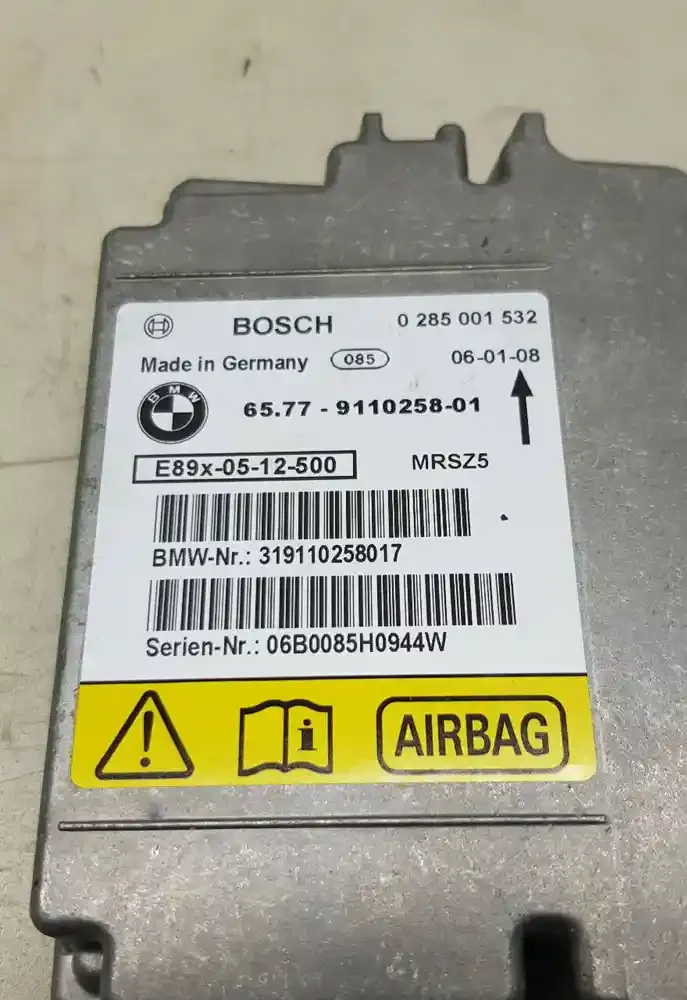 BOSCH 0 285 001 532
Made in Germany 085 06-01-08
BMW
65.77 - 9110258-01
E89x-05-12-500 MRSZ5
BMW-Nr.: 319110258017
Serien-Nr.: 06B0085H0944W
! i AIRBAG